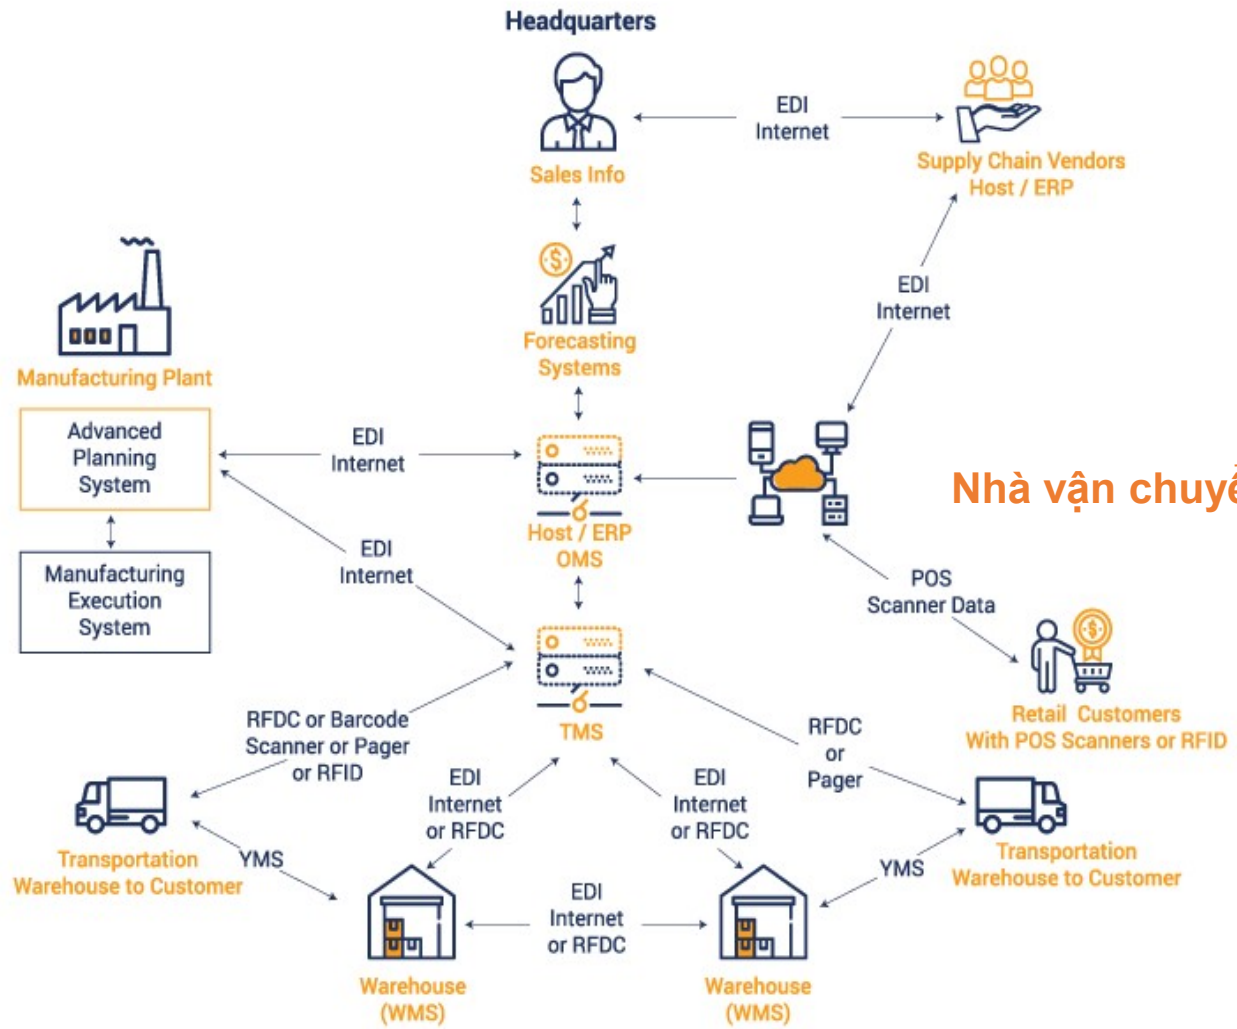 Headquarters
EDI
Internet
Sales Info
Supply Chain Vendors
Host / ERP
EDI
Internet
Forecasting
Systems
Manufacturing Plant
Advanced
Planning
System
EDI
Internet
Nhà vận chuyể
Host / ERP
OMS
EDI
Internet
Manufacturing
Execution
System
POS
Scanner Data
RFDC or Barcode
Scanner or Pager
or RFID
TMS
RFDC
or
Pager
Retail Customers
With POS Scanners or RFID
EDI
Internet
or RFDC
EDI
Internet
or RFDC
Transportation
Warehouse to Customer
YMS
YMS
Transportation
Warehouse to Customer
EDI
Internet
or RFDC
Warehouse
(WMS)
Warehouse
(WMS)